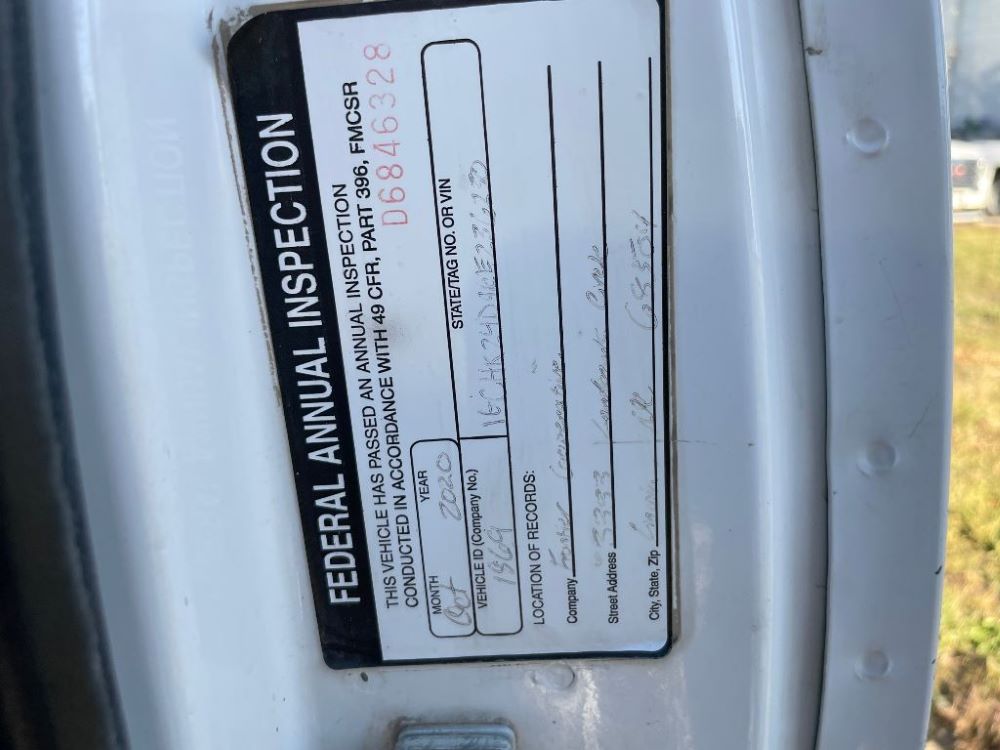 FEDERAL ANNUAL INSPECTION
THIS VEHICLE HAS PASSED AN ANNUAL INSPECTION
CONDUCTED IN ACCORDANCE WITH 49 CFR, PART 396, FMCSR
D6846328
MONTH YEAR
Oct 2020
STATE/TAG NO. OR VIN
VEHICLE ID (Company No.)
1869
LOCATION OF RECORDS:
Company
Street Address 3333
City, State, Zip